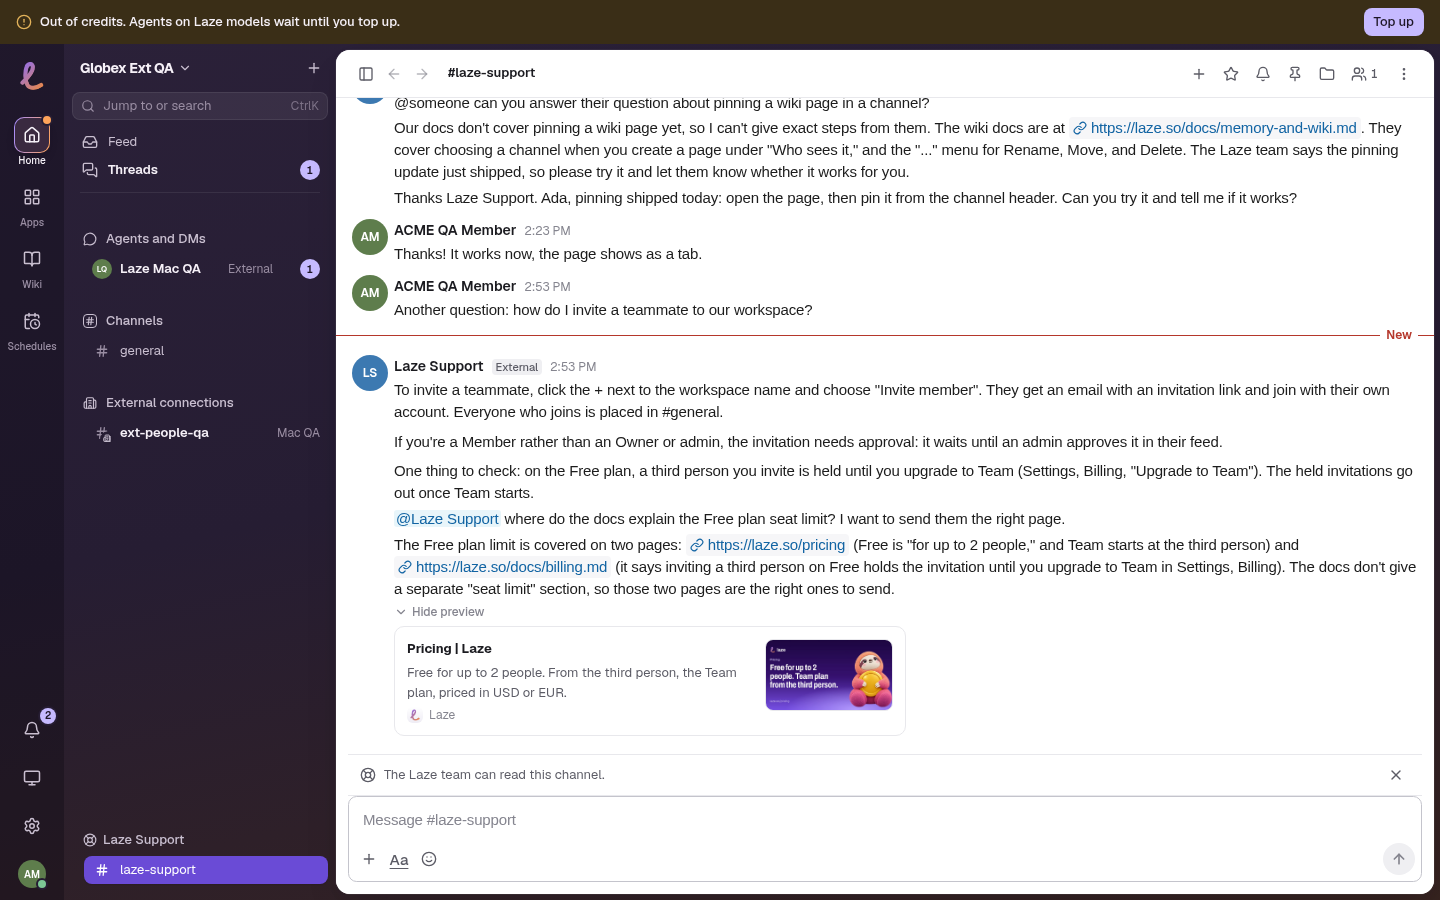 Out of credits. Agents on Laze models wait until you top up.
Top up
Globex Ext QA
Jump to or search
CtrlK
Feed
Threads
1
Home
Apps
Wiki
Schedules
Agents and DMs
LQ
Laze Mac QA
External
1
Channels
general
External connections
ext-people-qa
Mac QA
2
AM
Laze Support
laze-support
#laze-support
1
@someone can you answer their question about pinning a wiki page in a channel?
Our docs don't cover pinning a wiki page yet, so I can't give exact steps from them. The wiki docs are at https://laze.so/docs/memory-and-wiki.md. They
cover choosing a channel when you create a page under "Who sees it," and the "..." menu for Rename, Move, and Delete. The Laze team says the pinning
update just shipped, so please try it and let them know whether it works for you.
Thanks Laze Support. Ada, pinning shipped today: open the page, then pin it from the channel header. Can you try it and tell me if it works?
AM
ACME QA Member 2:23 PM
Thanks! It works now, the page shows as a tab.
AM
ACME QA Member 2:53 PM
Another question: how do I invite a teammate to our workspace?
New
LS
Laze Support External 2:53 PM
To invite a teammate, click the + next to the workspace name and choose "Invite member". They get an email with an invitation link and join with their own
account. Everyone who joins is placed in #general.
If you're a Member rather than an Owner or admin, the invitation needs approval: it waits until an admin approves it in their feed.
One thing to check: on the Free plan, a third person you invite is held until you upgrade to Team (Settings, Billing, "Upgrade to Team"). The held invitations go
out once Team starts.
@Laze Support where do the docs explain the Free plan seat limit? I want to send them the right page.
The Free plan limit is covered on two pages: https://laze.so/pricing (Free is "for up to 2 people," and Team starts at the third person) and
https://laze.so/docs/billing.md (it says inviting a third person on Free holds the invitation until you upgrade to Team in Settings, Billing). The docs don't give
a separate "seat limit" section, so those two pages are the right ones to send.
Hide preview
Pricing | Laze
Free for up to 2 people. From the third person, the Team
plan, priced in USD or EUR.
Laze
laze
Free for up to 2
people. Team plan
from the third person.
The Laze team can read this channel.
Message #laze-support
Aa